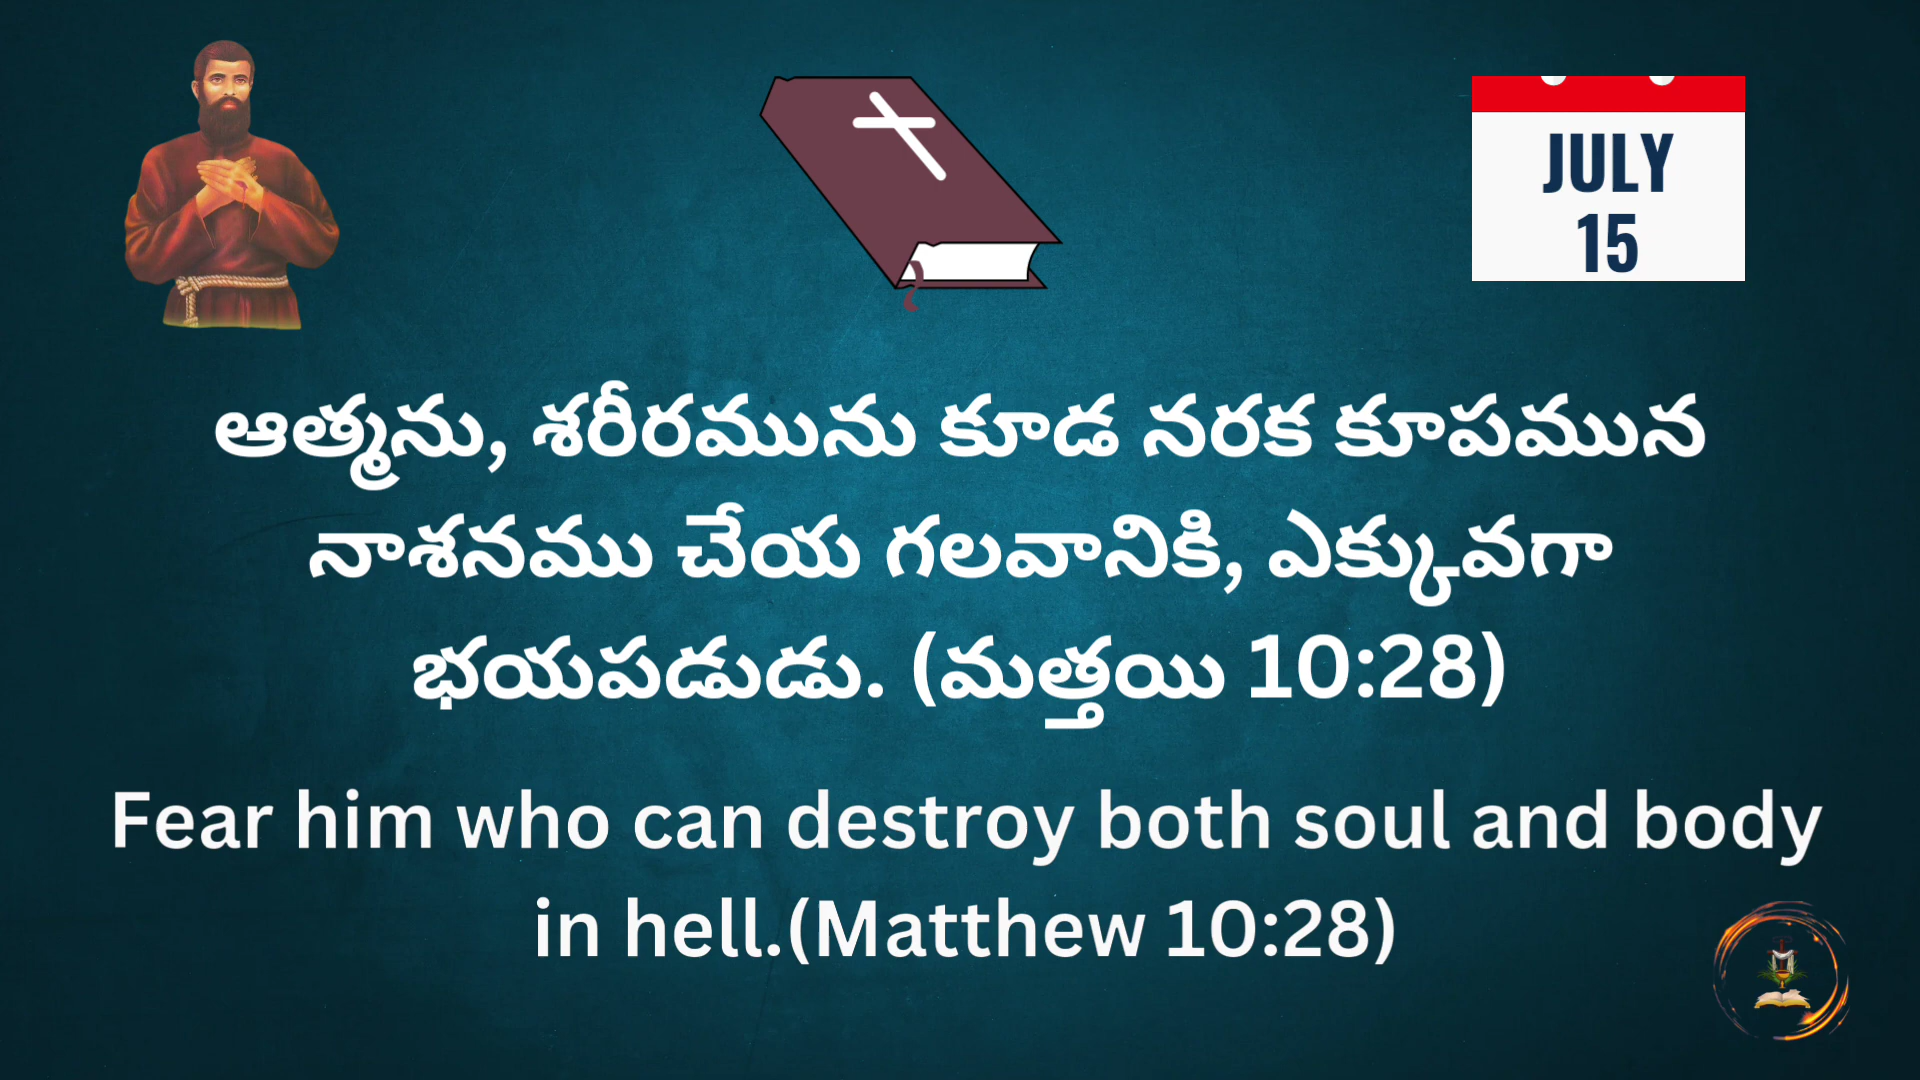 JULY
15
ఆత్మను, శరీరమును కూడ నరక కూపమున
నాశనము చేయ గలవానికి, ఎక్కువగా
భయపడుడు. (మత్తయి 10:28)
Fear him who can destroy both soul and body
in hell.(Matthew 10:28)